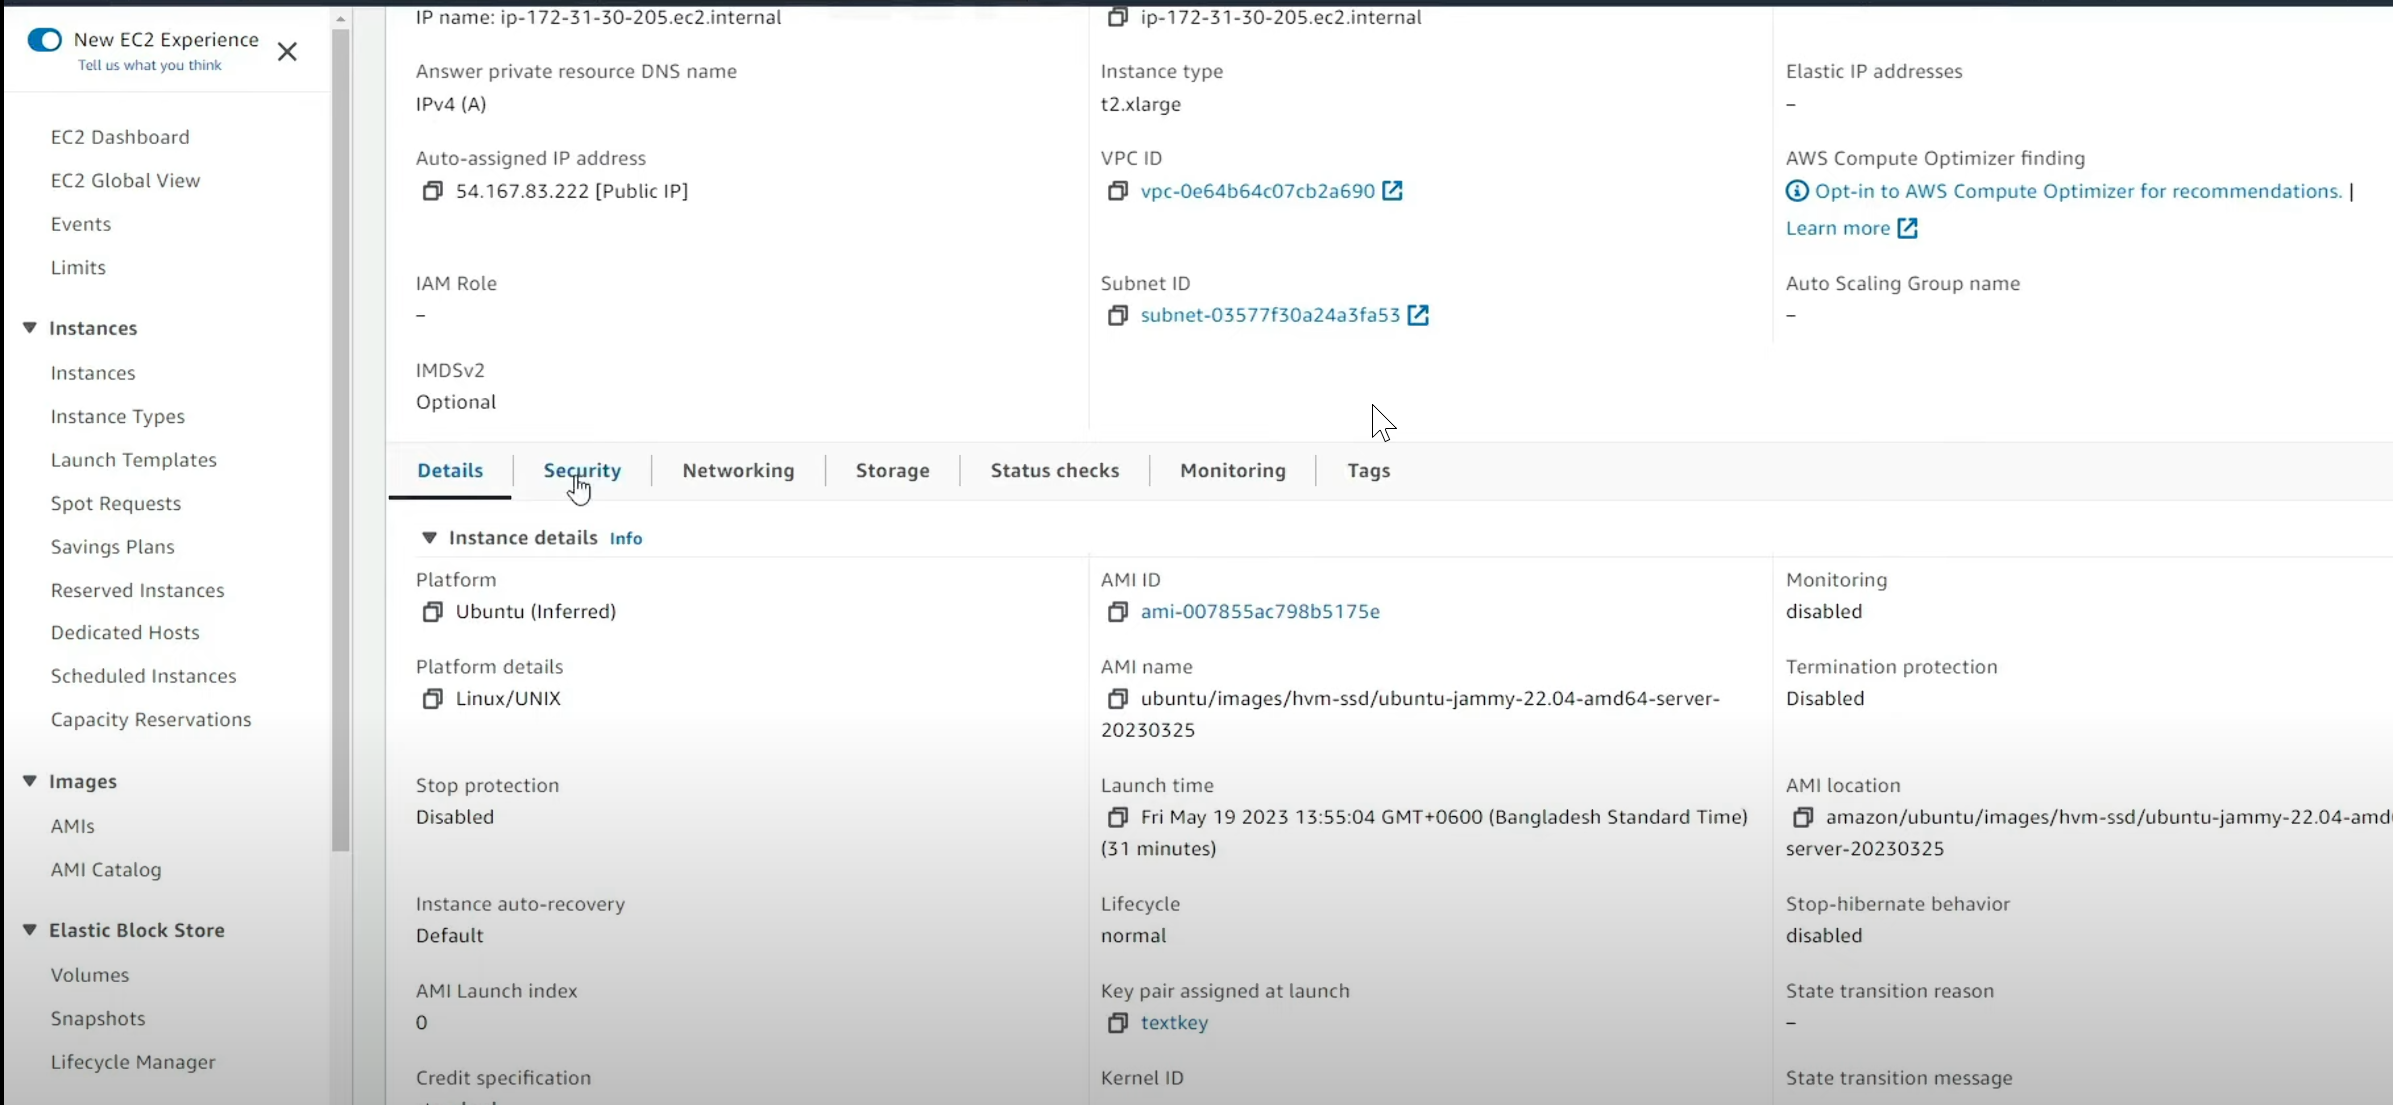 New EC2 Experience
Tell us what you think
EC2 Dashboard
EC2 Global View
Events
Limits
Instances
Instances
Instance Types
Launch Templates
Spot Requests
Savings Plans
Reserved Instances
Dedicated Hosts
Scheduled Instances
Capacity Reservations
Images
AMIs
AMI Catalog
Elastic Block Store
Volumes
Snapshots
Lifecycle Manager
IP name: ip-172-31-30-205.ec2.internal
ip-172-31-30-205.ec2.internal
Answer private resource DNS name
IPv4 (A)
Instance type
t2.xlarge
Elastic IP addresses
–
Auto-assigned IP address
54.167.83.222 [Public IP]
VPC ID
vpc-0e64b64c07cb2a690
AWS Compute Optimizer finding
Opt-in to AWS Compute Optimizer for recommendations. |
Learn more
IAM Role
–
Subnet ID
subnet-03577f30a24a3fa53
Auto Scaling Group name
–
IMDSv2
Optional
Details
Security
Networking
Storage
Status checks
Monitoring
Tags
Instance details Info
Platform
Ubuntu (Inferred)
AMI ID
ami-007855ac798b5175e
Monitoring
disabled
Platform details
Linux/UNIX
AMI name
ubuntu/images/hvm-ssd/ubuntu-jammy-22.04-amd64-server-
20230325
Termination protection
Disabled
Stop protection
Disabled
Launch time
Fri May 19 2023 13:55:04 GMT+0600 (Bangladesh Standard Time)
(31 minutes)
AMI location
amazon/ubuntu/images/hvm-ssd/ubuntu-jammy-22.04-amd
server-20230325
Instance auto-recovery
Default
Lifecycle
normal
Stop-hibernate behavior
disabled
AMI Launch index
0
Key pair assigned at launch
textkey
State transition reason
–
Credit specification
Kernel ID
State transition message